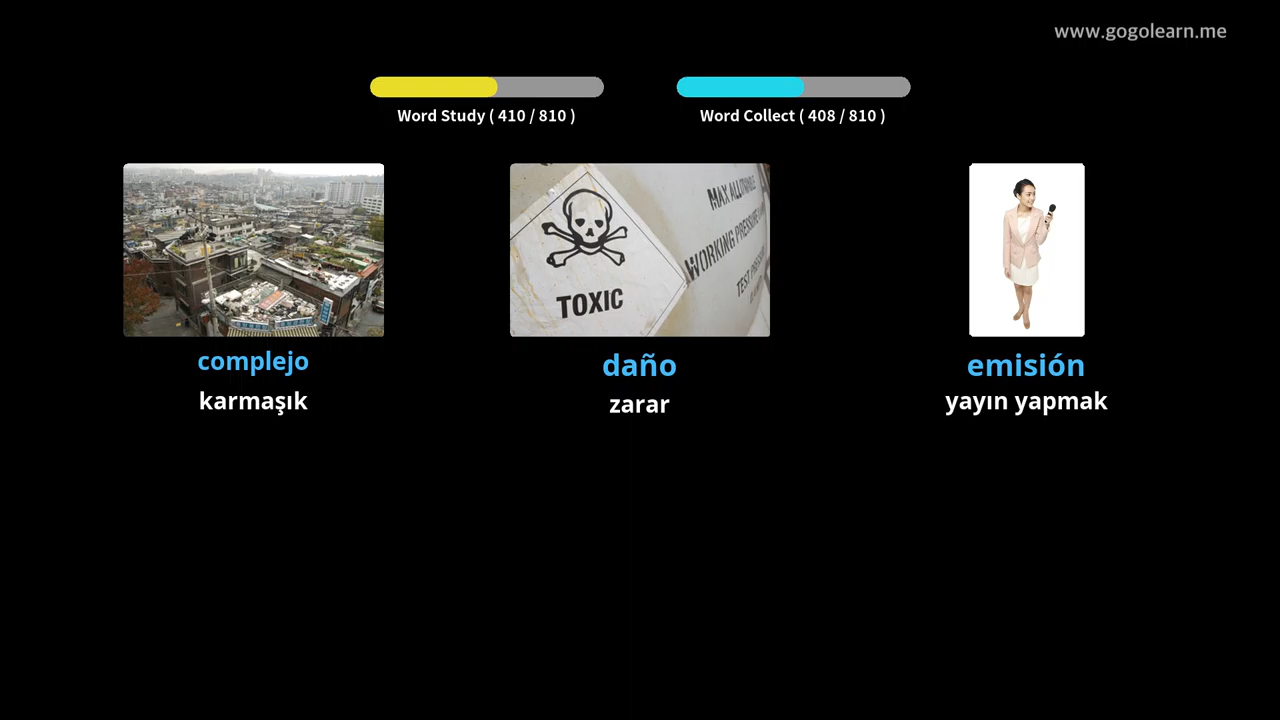 www.gogolearn.me
Word Study ( 410 / 810 )
Word Collect ( 408 / 810 )
MAX ALLOWABLE
WORKING PRESSURE
TOXIC
TEST
complejo
daño
emisión
karmaşık
zarar
yayın yapmak